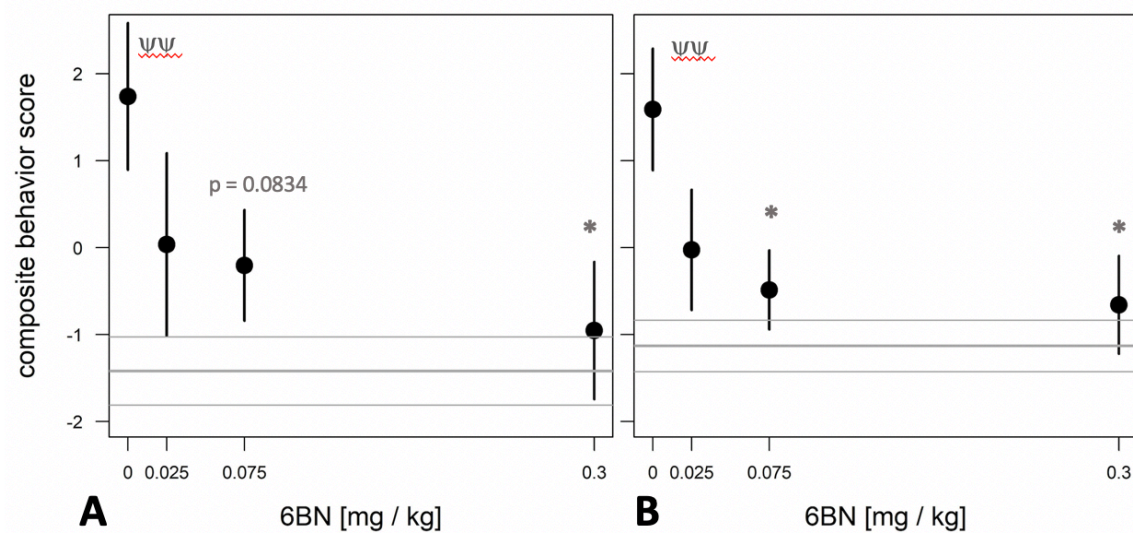 ψψ
ψψ
2
1
p = 0.0834
*
*
*
0
-1
-2
composite behavior score
0 0.025 0.075 0.3
0 0.025 0.075 0.3
A 6BN [mg / kg]
B 6BN [mg / kg]